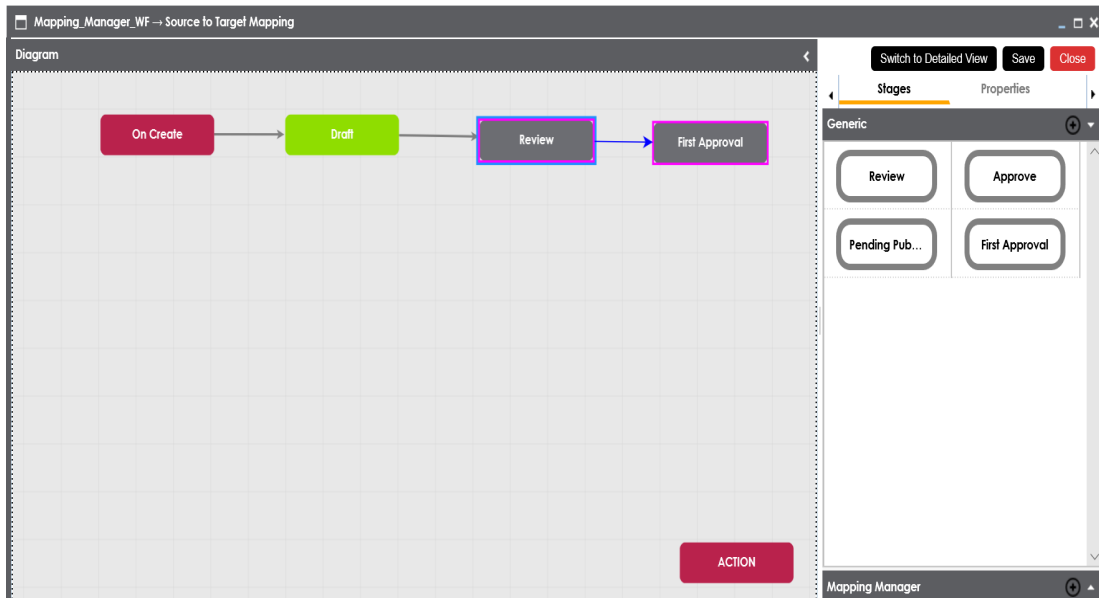 Mapping_Manager_WF → Source to Target Mapping
Diagram
Switch to Detailed View Save Close
Stages Properties
Generic
On Create Draft Review First Approval
Review Approve
Pending Pub... First Approval
ACTION
Mapping Manager